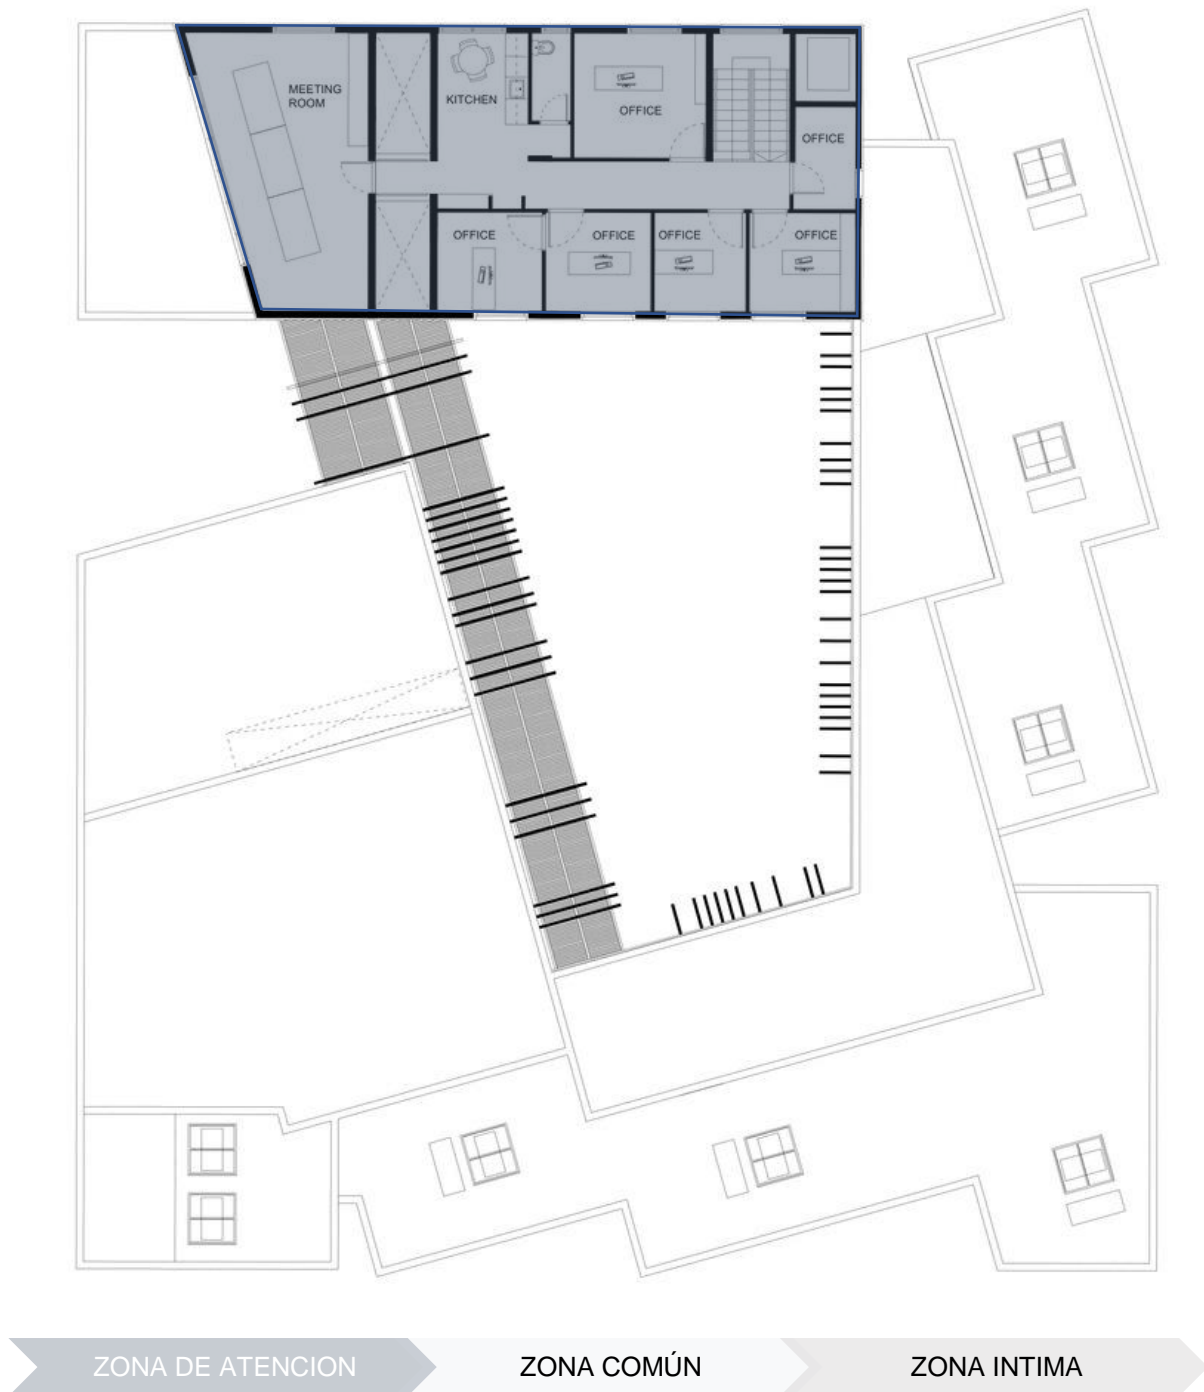 MEETING
ROOM
KITCHEN
OFFICE
OFFICE
OFFICE
OFFICE
OFFICE
OFFICE
ZONA DE ATENCION
ZONA COMÚN
ZONA INTIMA